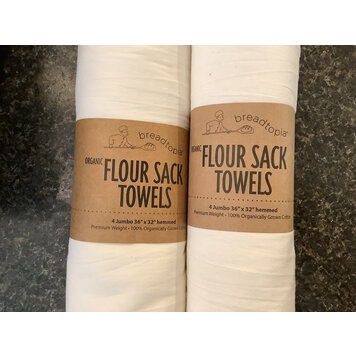 breadtopia
ORGANIC
FLOUR SACK
TOWELS
4 Jumbo 36" x 32" hemmed
Premium Weight • 100% Organically Grown Cotton
breadtopia®
ORGANIC
FLOUR SACK
TOWELS
4 Jumbo 36" x 32" hemmed
Premium Weight • 100% Organically Grown Cotton